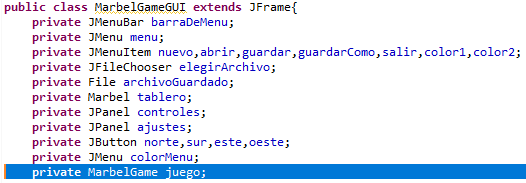 public class MarbelGameGUI extends JFrame{
private JMenuBar barraDeMenu;
private JMenu menu;
private JMenuItem nuevo,abrir,guardar,guardarComo,salir,color1,color2;
private JFileChooser elegirArchivo;
private File archivoGuardado;
private Marbel tablero;
private JPanel controles;
private JPanel ajustes;
private JButton norte,sur,este,oeste;
private JMenu colorMenu;
private MarbelGame juego;